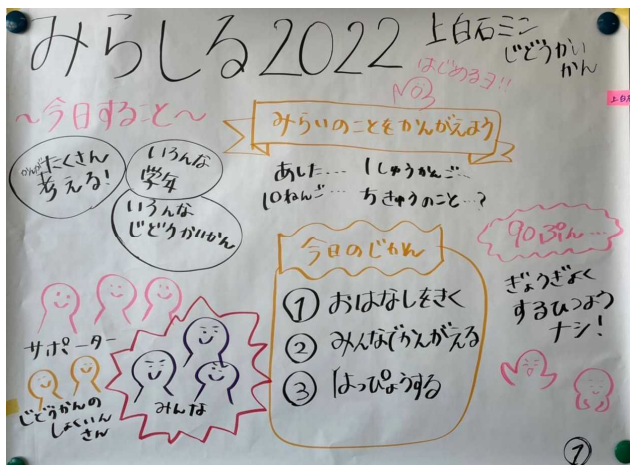 みらしる2022
上白石ミン
じどうかい
かん
はじめるヨ!!
No3
～今日すること～
みらいのことをかんがえよう
たくさん
考える！
いろんな
学年
いろんな
じどうかいかん
あした… 1しゅうかんご…
10ねんご… ちきゅうのこと…?
90ぷん…
ぎょうぎよく
するひつよう
ナシ！
今日のじかん
① おはなしをきく
② みんなでかんがえる
③ はっぴょうする
サポーター
じどうかんの
しょくいん
さん
みんな
①